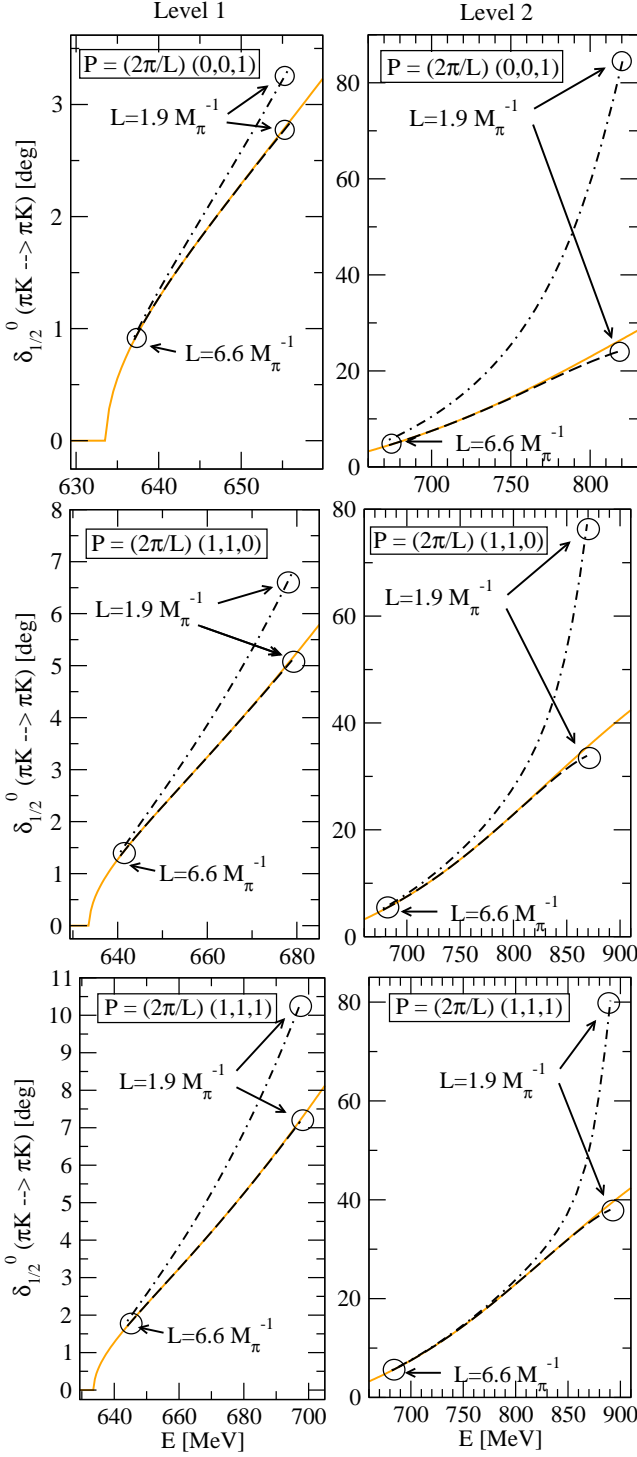 Level 1
Level 2
P = (2π/L) (0,0,1)
L=1.9 M_π^-1
L=6.6 M_π^-1
δ_1/2^0 (πK --> πK) [deg]
0
1
2
3
630
640
650
P = (2π/L) (0,0,1)
L=1.9 M_π^-1
L=6.6 M_π^-1
0
20
40
60
80
700
750
800
P = (2π/L) (1,1,0)
L=1.9 M_π^-1
L=6.6 M_π^-1
δ_1/2^0 (πK --> πK) [deg]
0
1
2
3
4
5
6
7
8
640
660
680
P = (2π/L) (1,1,0)
L=1.9 M_π^-1
L=6.6 M_π^-1
0
20
40
60
80
700
750
800
850
900
P = (2π/L) (1,1,1)
L=1.9 M_π^-1
L=6.6 M_π^-1
δ_1/2^0 (πK --> πK) [deg]
0
1
2
3
4
5
6
7
8
9
10
11
640
660
680
700
E [MeV]
P = (2π/L) (1,1,1)
L=1.9 M_π^-1
L=6.6 M_π^-1
0
20
40
60
80
700
750
800
850
900
E [MeV]